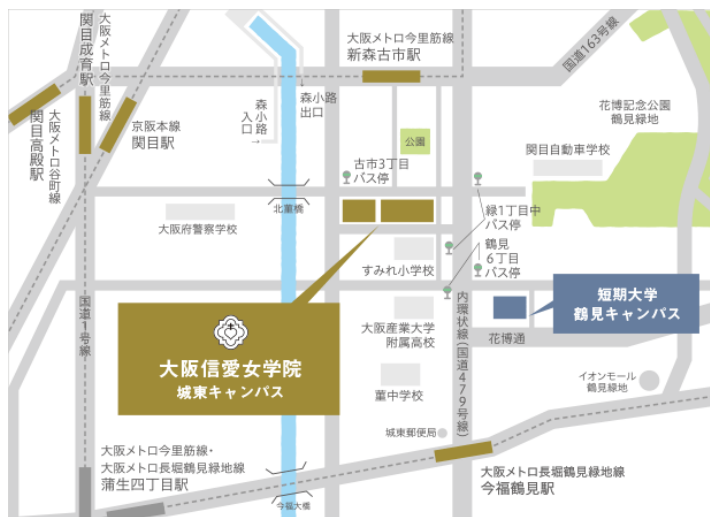 大阪メトロ今里筋線
関目成育駅
大阪メトロ今里筋線
新森古市駅
国道163号線
森小路
入口→
→
森小路
出口
大阪メトロ谷町線
関目高殿駅
京阪本線
関目駅
公園
花博記念公園
鶴見緑地
関目自動車学校
古市3丁目
バス停
北菫橋
大阪府警察学校
緑1丁目中
バス停
すみれ小学校
鶴見
6丁目
バス停
国道1号線
大阪信愛女学院
城東キャンパス
大阪産業大学
附属高校
内環状線(国道479号線)
短期大学
鶴見キャンパス
花博通
菫中学校
イオンモール
鶴見緑地
城東郵便局
大阪メトロ今里筋線・
大阪メトロ長堀鶴見緑地線
蒲生四丁目駅
大阪メトロ長堀鶴見緑地線
今福鶴見駅
今福大橋